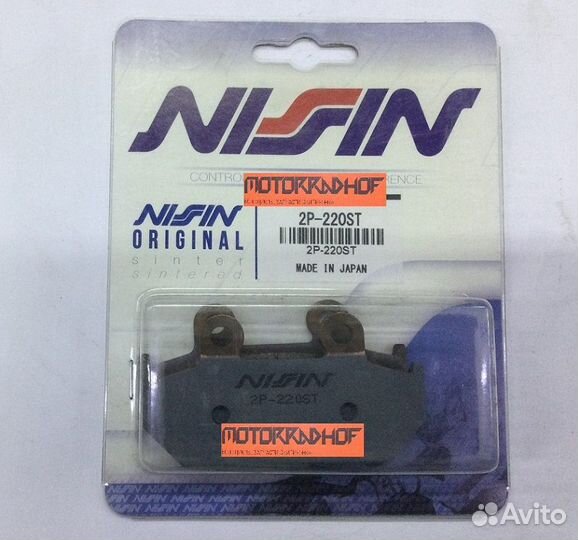 NISSIN
CONTRO
RENCE
MOTORRADHOF
2P-220ST
NISSIN
ORIGINAL
sinter
sintered
2P-220ST
MADE IN JAPAN
NISSIN
2P-220ST
MOTORRADHOF
Avito